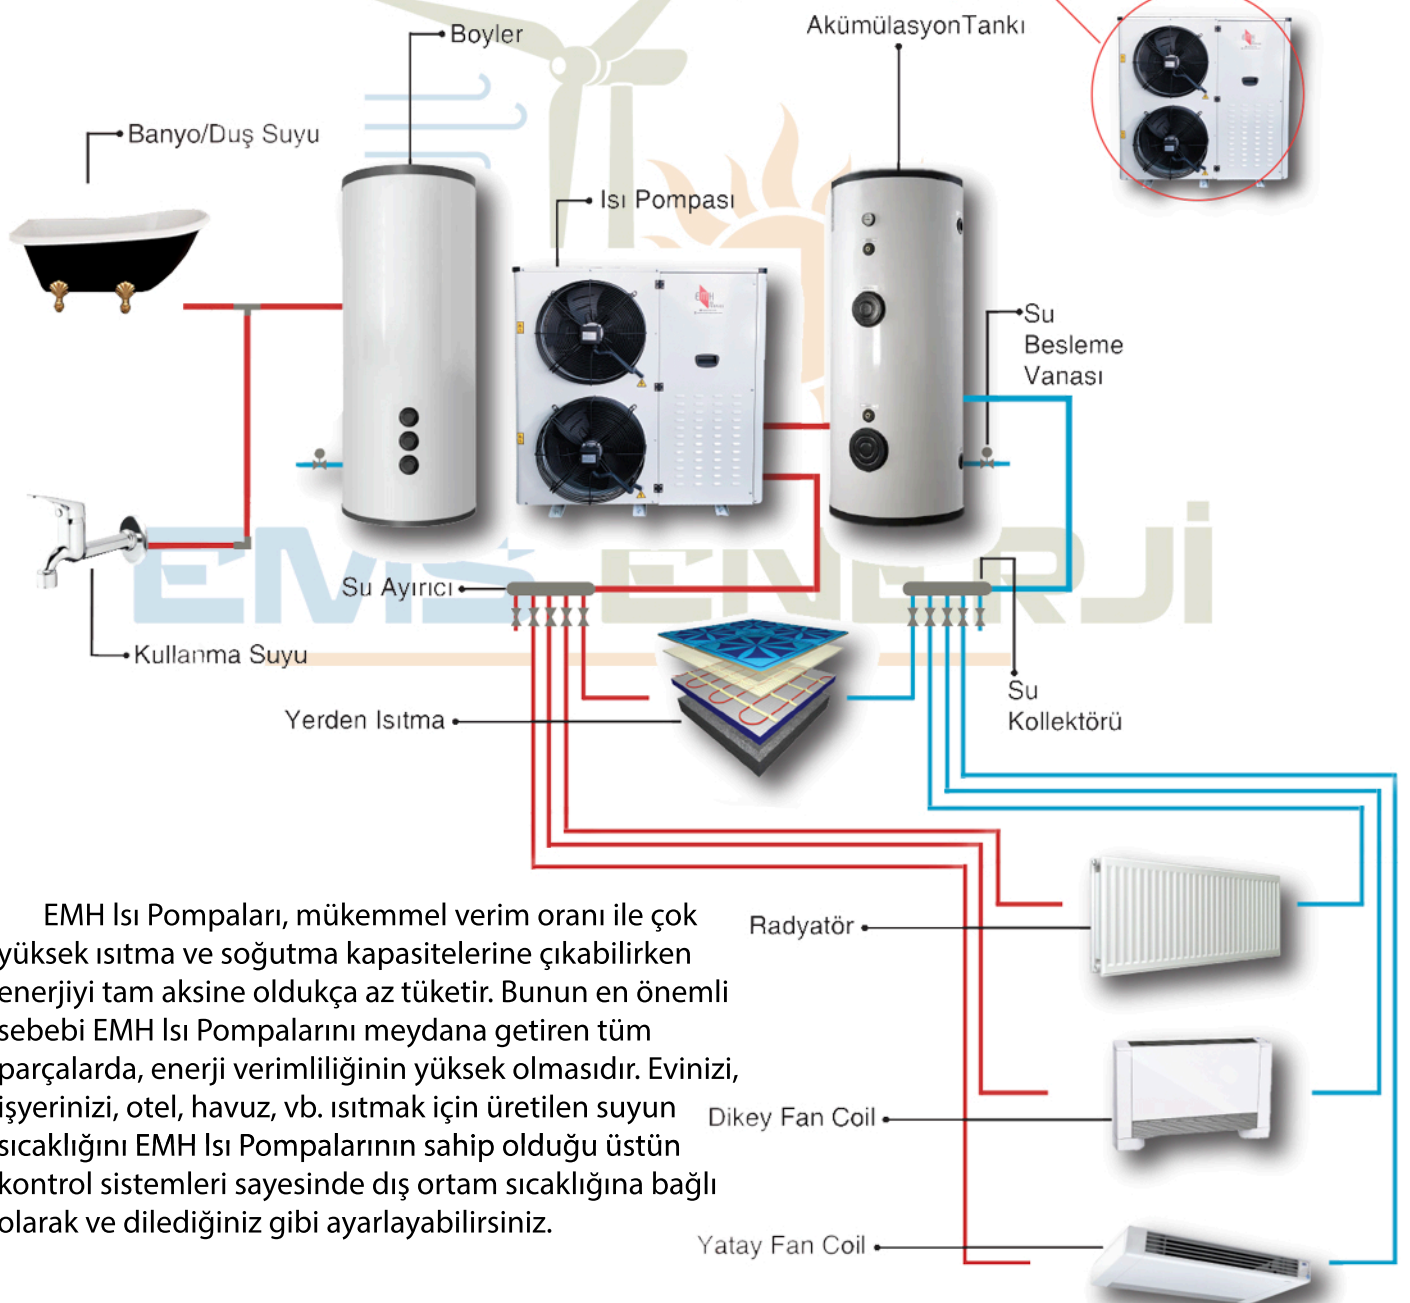 Boyler
AkümülasyonTankı
Banyo/Duş Suyu
Isı Pompası
EMH
Su
Besleme
Vanası
EMS ENERJİ
Su Ayırıcı
Kullanma Suyu
Su
Kollektörü
Yerden Isıtma
EMH Isı Pompaları, mükemmel verim oranı ile çok
yüksek ısıtma ve soğutma kapasitelerine çıkabilirken
enerjiyi tam aksine oldukça az tüketir. Bunun en önemli
sebebi EMH Isı Pompalarını meydana getiren tüm
parçalarda, enerji verimliliğinin yüksek olmasıdır. Evinizi,
işyerinizi, otel, havuz, vb. ısıtmak için üretilen suyun
sıcaklığını EMH Isı Pompalarının sahip olduğu üstün
kontrol sistemleri sayesinde dış ortam sıcaklığına bağlı
olarak ve dilediğiniz gibi ayarlayabilirsiniz.
Radyatör
Dikey Fan Coil
Yatay Fan Coil